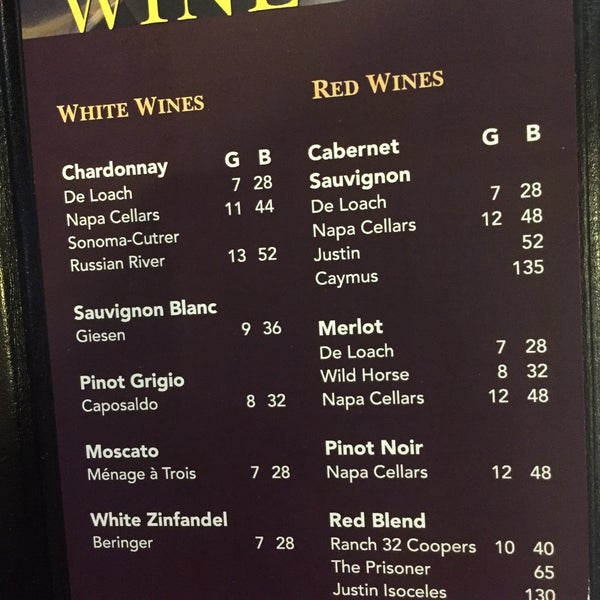 WINE
WHITE WINES
Chardonnay G B
De Loach 7 28
Napa Cellars 11 44
Sonoma-Cutrer
Russian River 13 52
Sauvignon Blanc
Giesen 9 36
Pinot Grigio
Caposaldo 8 32
Moscato
Ménage à Trois 7 28
White Zinfandel
Beringer 7 28
RED WINES
Cabernet G B
Sauvignon
De Loach 7 28
Napa Cellars 12 48
Justin 52
Caymus 135
Merlot
De Loach 7 28
Wild Horse 8 32
Napa Cellars 12 48
Pinot Noir
Napa Cellars 12 48
Red Blend
Ranch 32 Coopers 10 40
The Prisoner 65
Justin Isoceles 130